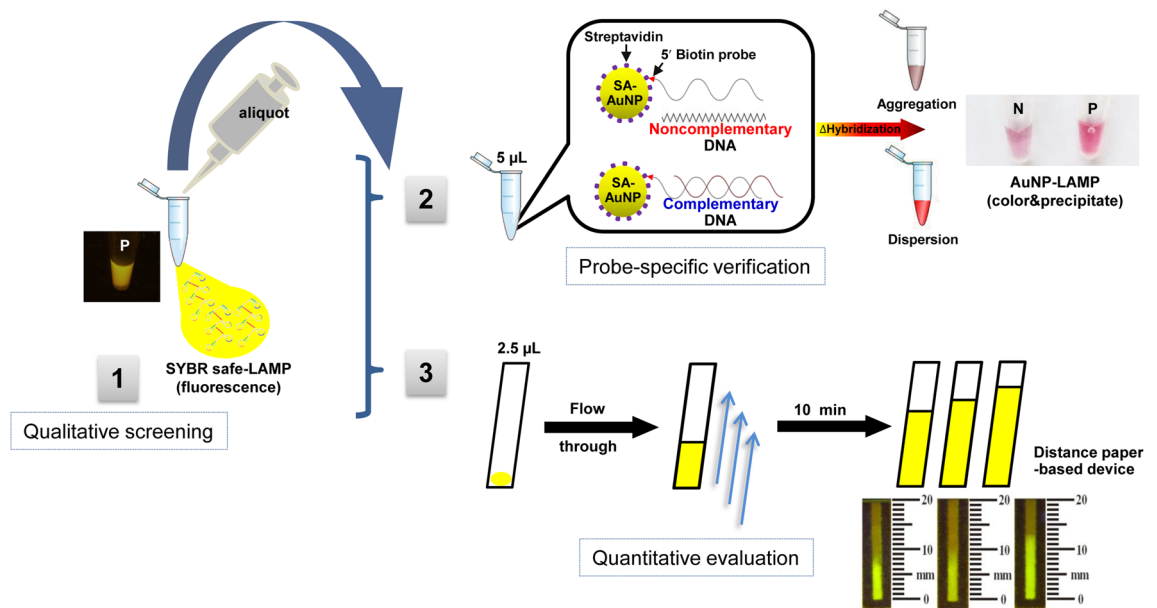 aliquot
P
SYBR safe-LAMP
(fluorescence)
1
Qualitative screening
2
5 µL
Streptavidin
5′ Biotin probe
SA-
AuNP
Noncomplementary
DNA
SA-
AuNP
Complementary
DNA
ΔHybridization
Aggregation
Dispersion
N
P
AuNP-LAMP
(color&precipitate)
Probe-specific verification
3
2.5 µL
Flow
through
10 min
Distance paper
-based device
Quantitative evaluation
20
10
mm
0
20
10
mm
0
20
10
mm
0